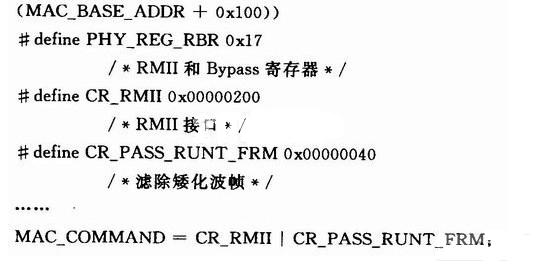 (MAC_BASE_ADDR + 0x100))
#define PHY_REG_RBR 0x17
/* RMII 和 Bypass 寄存器 */
#define CR_RMII 0x00000200
/* RMII 接口 */
#define CR_PASS_RUNT_FRM 0x00000040
/* 滤除矮化波帧 */
……
MAC_COMMAND = CR_RMII | CR_PASS_RUNT_FRM;